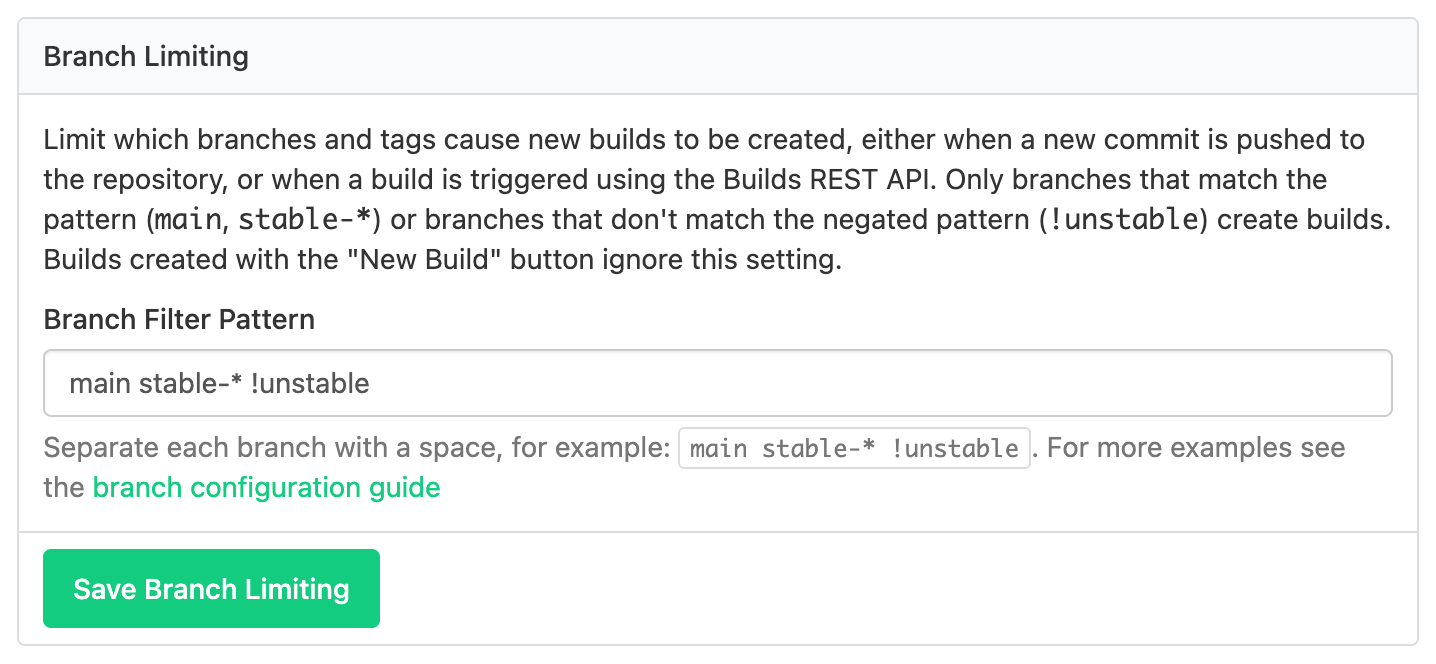 Branch Limiting
Limit which branches and tags cause new builds to be created, either when a new commit is pushed to
the repository, or when a build is triggered using the Builds REST API. Only branches that match the
pattern (main, stable-*) or branches that don't match the negated pattern (!unstable) create builds.
Builds created with the "New Build" button ignore this setting.
Branch Filter Pattern
main stable-* !unstable
Separate each branch with a space, for example: main stable-* !unstable. For more examples see
the branch configuration guide
Save Branch Limiting